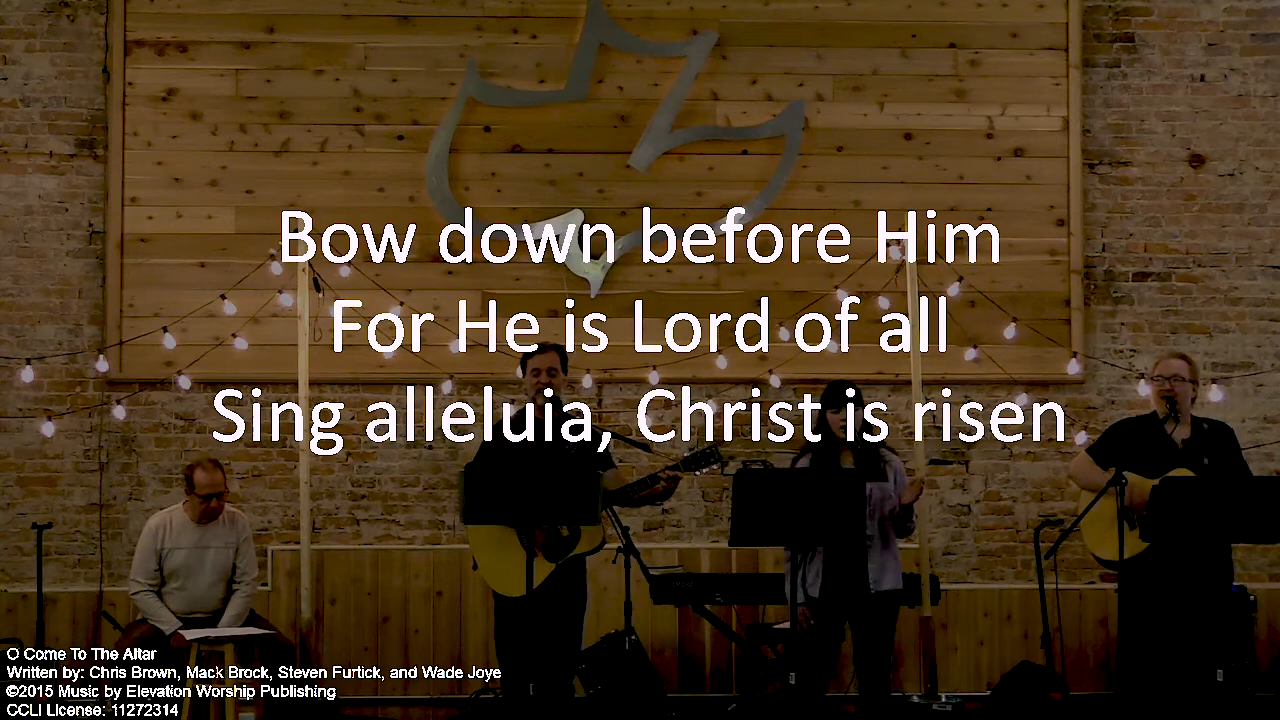 Bow down before Him
For He is Lord of all
Sing alleluia, Christ is risen
O Come To The Altar
Written by: Chris Brown, Mack Brock, Steven Furtick, and Wade Joye
©2015 Music by Elevation Worship Publishing
CCLI License: 11272314